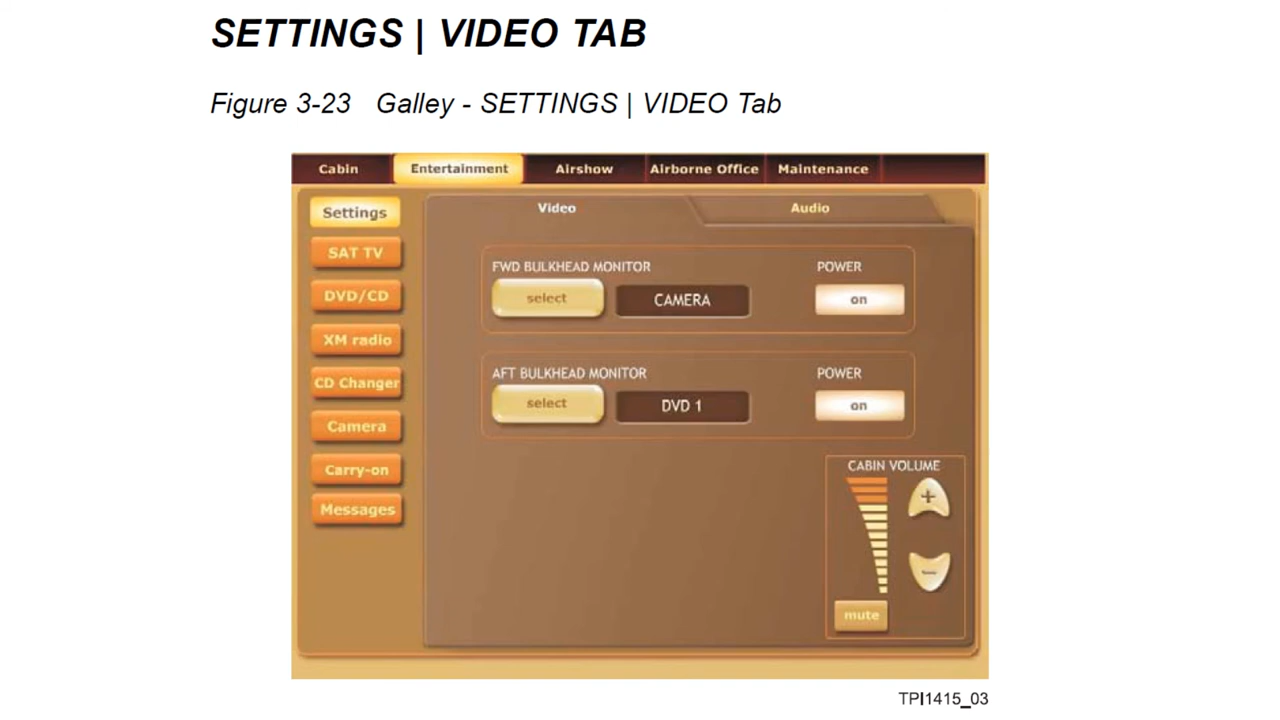 SETTINGS | VIDEO TAB
Figure 3-23 Galley - SETTINGS | VIDEO Tab
Cabin Entertainment Airshow Airborne Office Maintenance
Settings
Video Audio
SAT TV
DVD/CD
XM radio
CD Changer
Camera
Carry-on
Messages
FWD BULKHEAD MONITOR POWER
select CAMERA on
AFT BULKHEAD MONITOR POWER
select DVD 1 on
CABIN VOLUME
+
-
mute
TPI1415_03